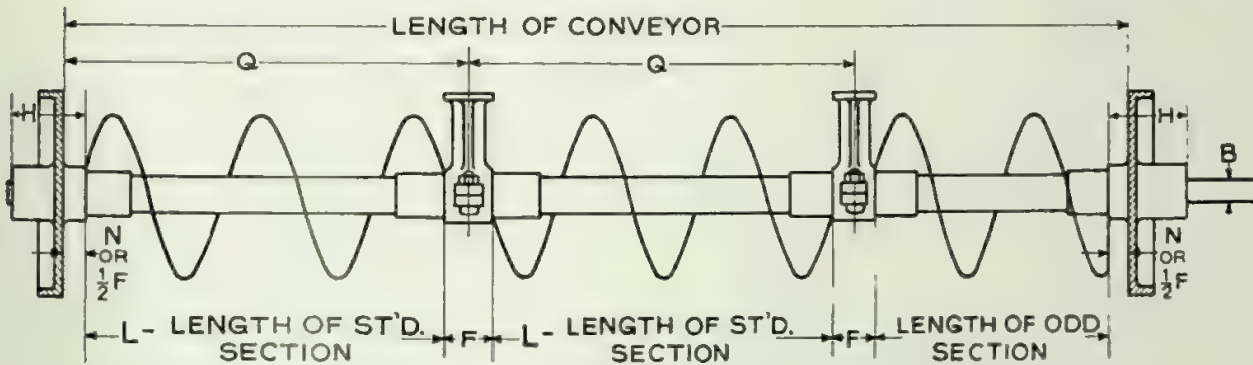 LENGTH OF CONVEYOR
Q Q
H H
B
N OR ½F
N OR ½F
L- LENGTH OF ST'D. SECTION
F
L- LENGTH OF ST'D. SECTION
F
LENGTH OF ODD SECTION